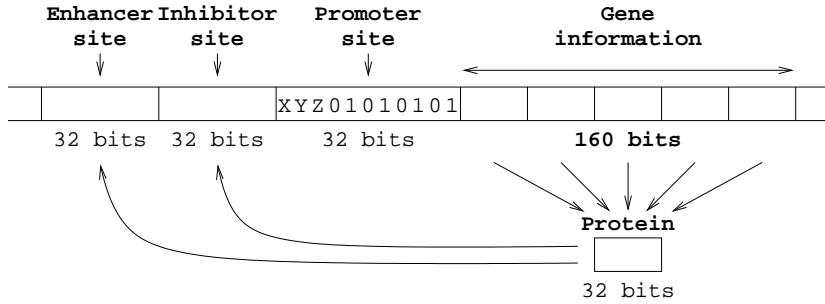 Enhancer Inhibitor Promoter Gene
site site site information
XYZ01010101
32 bits 32 bits 32 bits 160 bits
Protein
32 bits